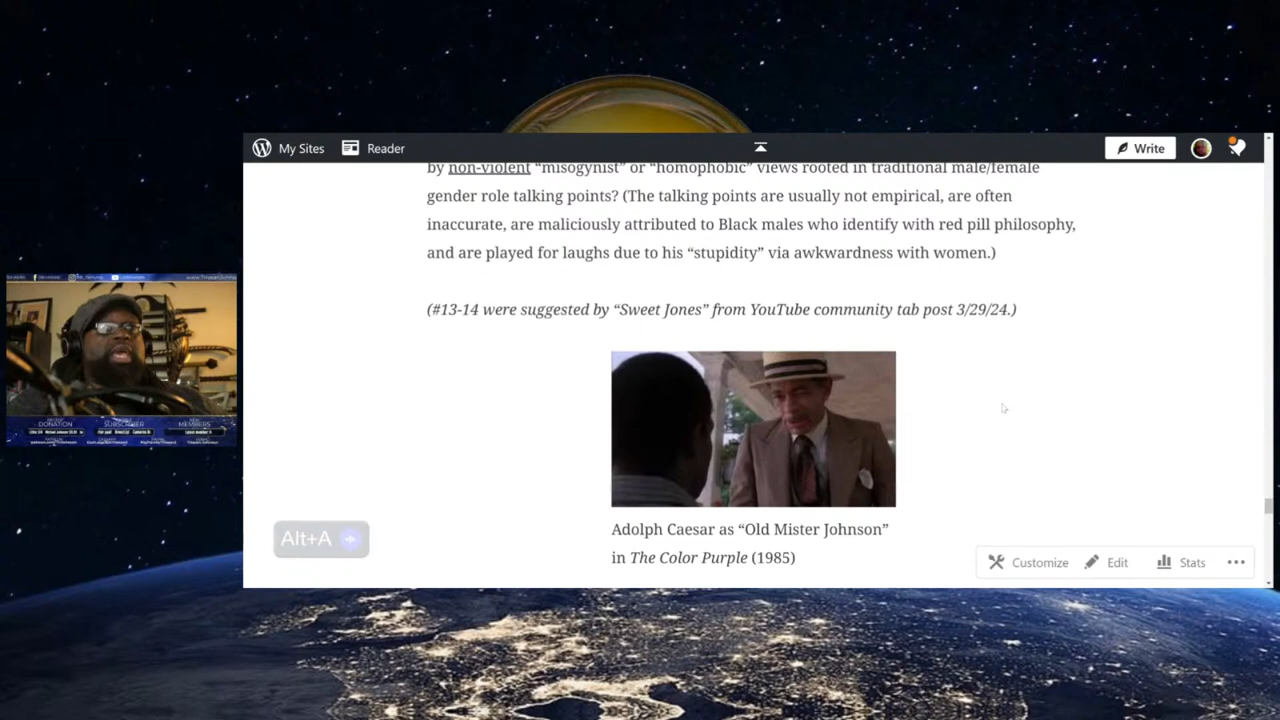 My Sites
Reader
Write
by non-violent “misogynist” or “homophobic” views rooted in traditional male/female
gender role talking points? (The talking points are usually not empirical, are often
inaccurate, are maliciously attributed to Black males who identify with red pill philosophy,
and are played for laughs due to his “stupidity” via awkwardness with women.)
(#13-14 were suggested by “Sweet Jones” from YouTube community tab post 3/29/24.)
Adolph Caesar as “Old Mister Johnson”
in The Color Purple (1985)
Alt+A
Customize
Edit
Stats
DONATION
SUBSCRIBER
MEMBERS